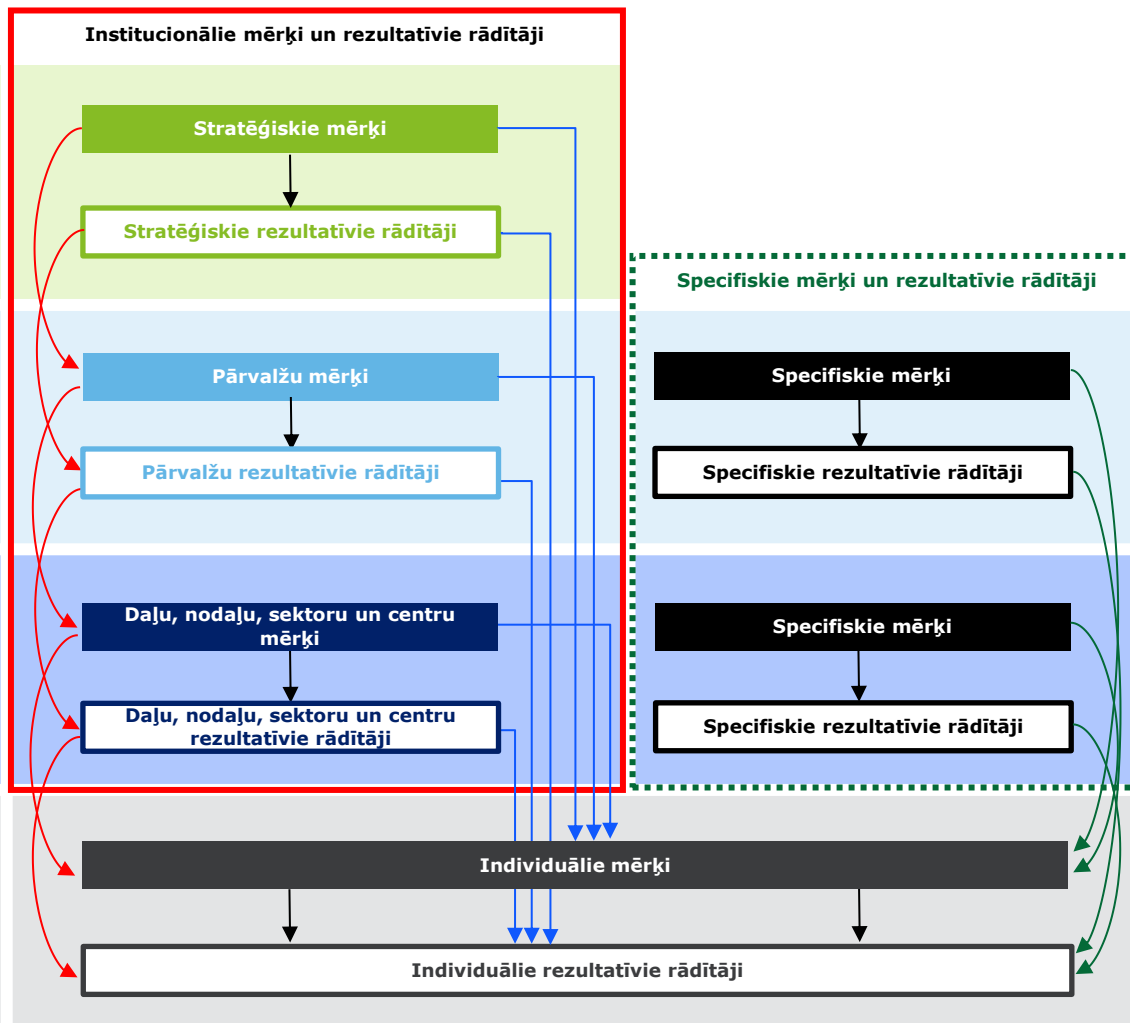 Institucionālie mērķi un rezultatīvie rādītāji
Stratēģiskie mērķi
Stratēģiskie rezultatīvie rādītāji
Specifiskie mērķi un rezultatīvie rādītāji
Pārvalžu mērķi
Specifiskie mērķi
Pārvalžu rezultatīvie rādītāji
Specifiskie rezultatīvie rādītāji
Daļu, nodaļu, sektoru un centru
mērķi
Specifiskie mērķi
Daļu, nodaļu, sektoru un centru
rezultatīvie rādītāji
Specifiskie rezultatīvie rādītāji
Individuālie mērķi
Individuālie rezultatīvie rādītāji